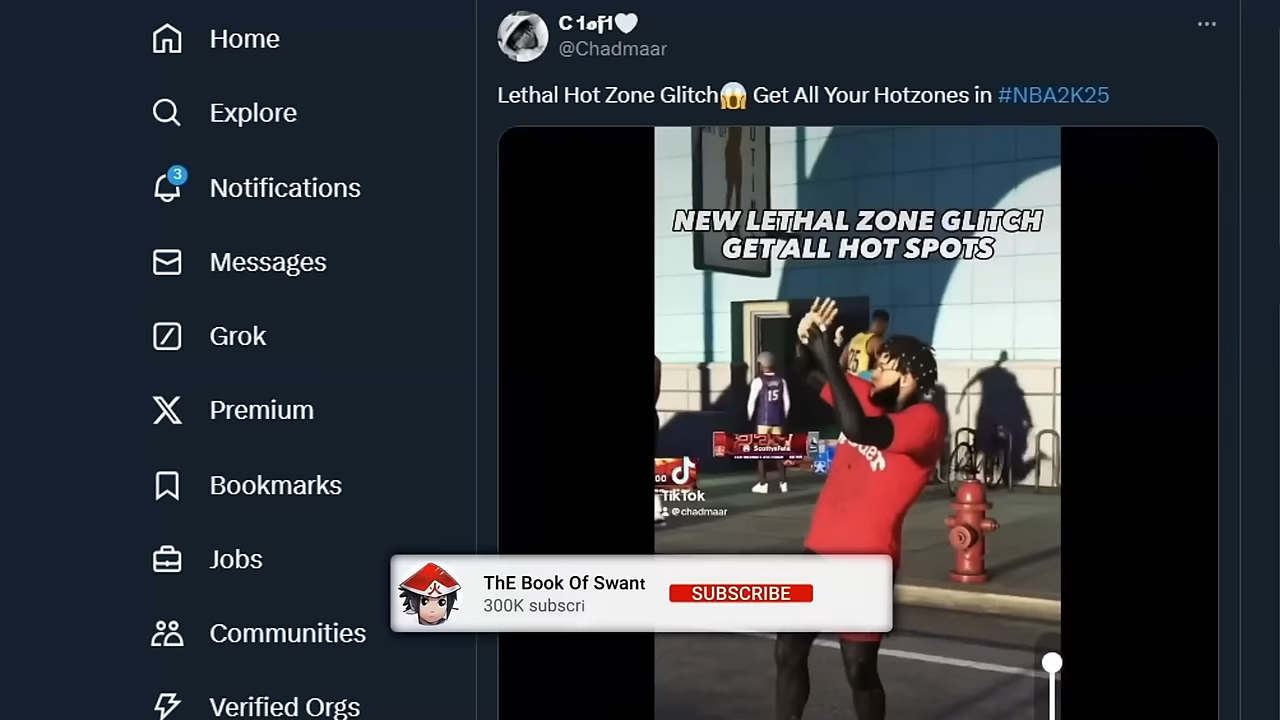 Home
Explore
3
Notifications
Messages
Grok
Premium
Bookmarks
Jobs
Communities
Verified Orgs
@Chadmaar
Lethal Hot Zone Glitch😱 Get All Your Hotzones in #NBA2K25
NEW LETHAL ZONE GLITCH
GET ALL HOT SPOTS
15
TikTok
@chadmaar
ThE Book Of Swant
300K subscri
SUBSCRIBE